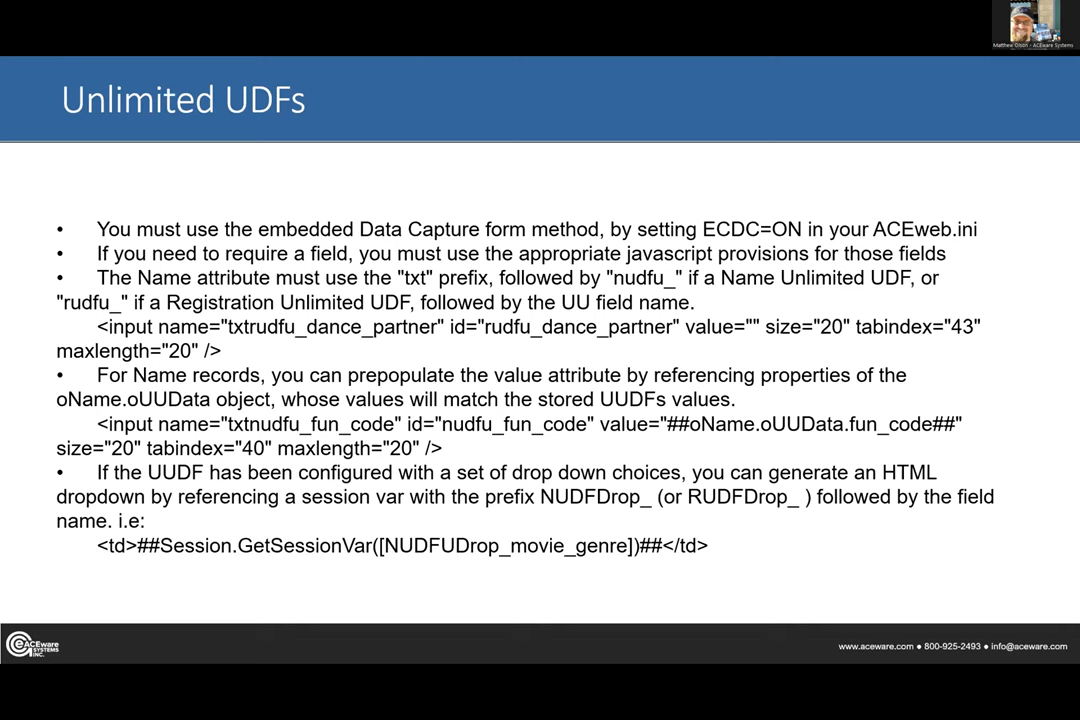 Matthew Olson - ACEware Systems
Unlimited UDFs
• You must use the embedded Data Capture form method, by setting ECDC=ON in your ACEweb.ini
• If you need to require a field, you must use the appropriate javascript provisions for those fields
• The Name attribute must use the "txt" prefix, followed by "nudfu_" if a Name Unlimited UDF, or
"rudfu_" if a Registration Unlimited UDF, followed by the UU field name.
<input name="txtrudfu_dance_partner" id="rudfu_dance_partner" value="" size="20" tabindex="43"
maxlength="20" />
• For Name records, you can prepopulate the value attribute by referencing properties of the
oName.oUUData object, whose values will match the stored UUDFs values.
<input name="txtnudfu_fun_code" id="nudfu_fun_code" value="##oName.oUUData.fun_code##"
size="20" tabindex="40" maxlength="20" />
• If the UUDF has been configured with a set of drop down choices, you can generate an HTML
dropdown by referencing a session var with the prefix NUDFDrop_ (or RUDFDrop_ ) followed by the field
name. i.e:
<td>##Session.GetSessionVar([NUDFUDrop_movie_genre])##</td>
ACEware
SYSTEMS
INC.
www.aceware.com ● 800-925-2493 ● info@aceware.com